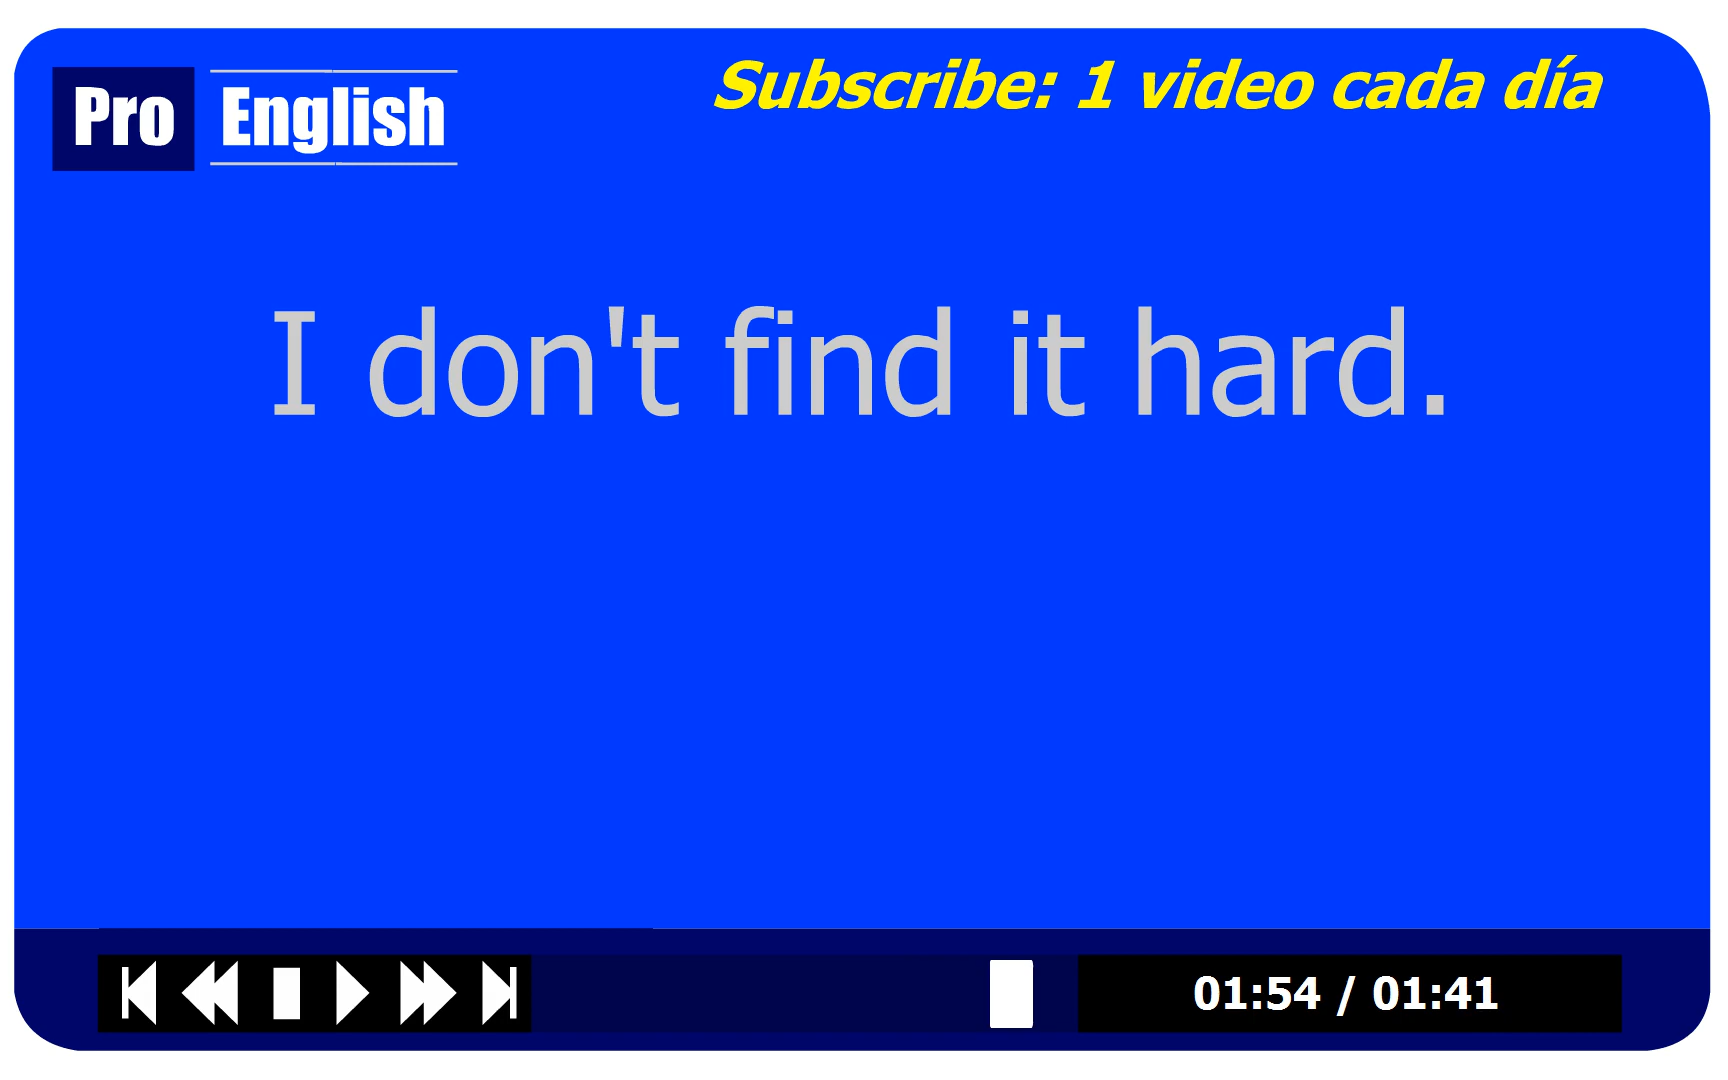 Pro English
Subscribe: 1 video cada día
I don't find it hard.
01:54 / 01:41